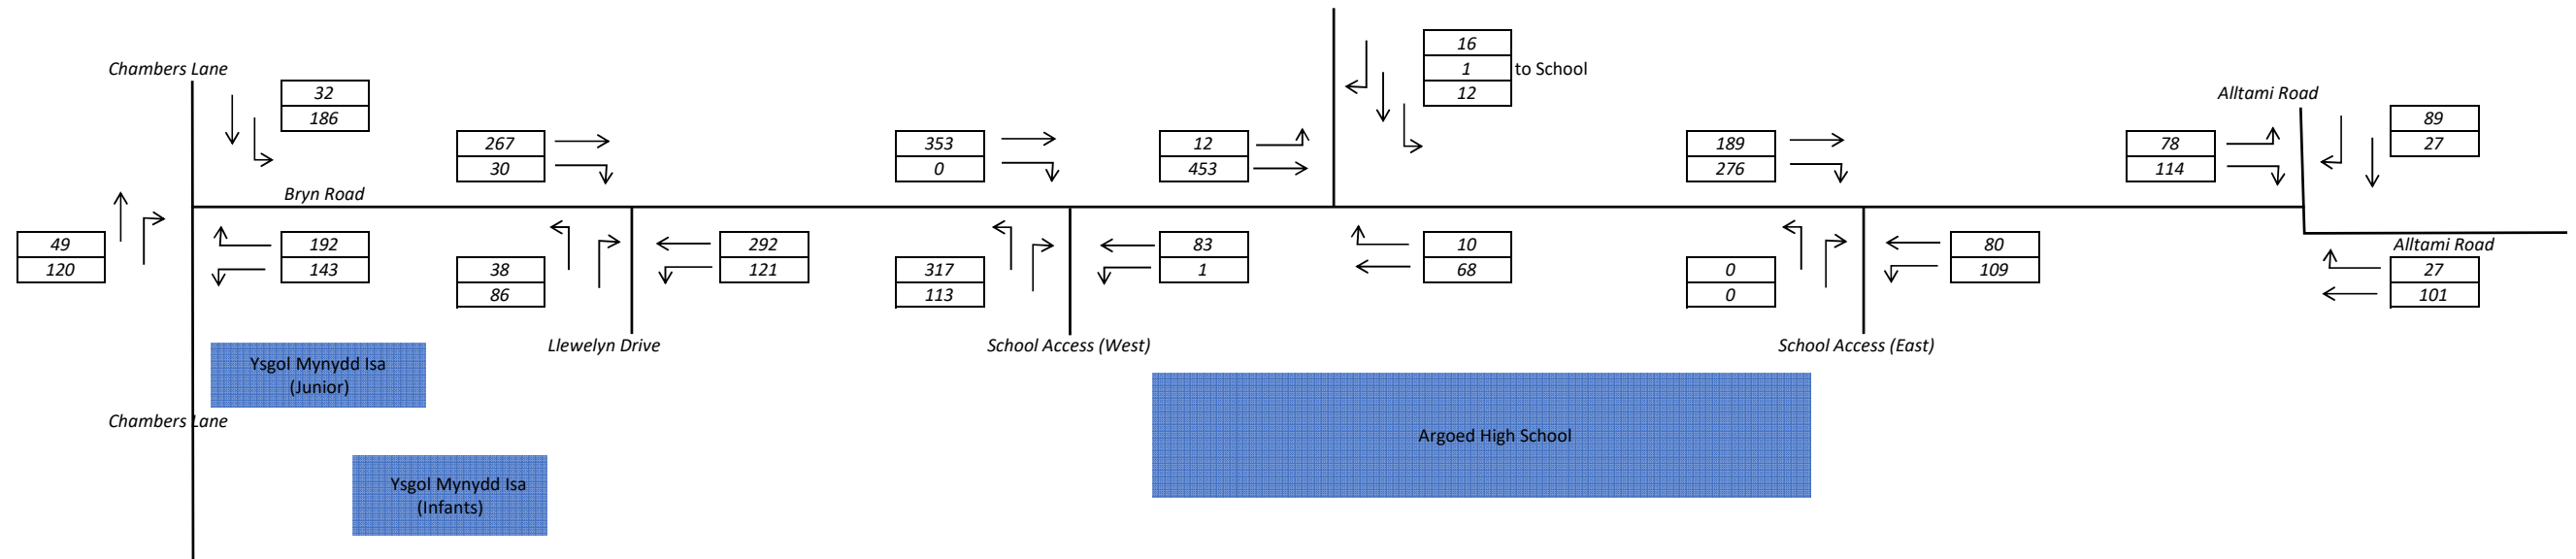 16
Chambers Lane
1
to School
32
12
Alltami Road
186
89
267
353
12
189
78
27
30
0
453
276
114
Bryn Road
49
192
292
83
10
80
Alltami Road
120
143
38
121
317
1
68
0
109
27
86
113
0
101
Llewelyn Drive
School Access (West)
School Access (East)
Ysgol Mynydd Isa
(Junior)
Chambers Lane
Argoed High School
Ysgol Mynydd Isa
(Infants)